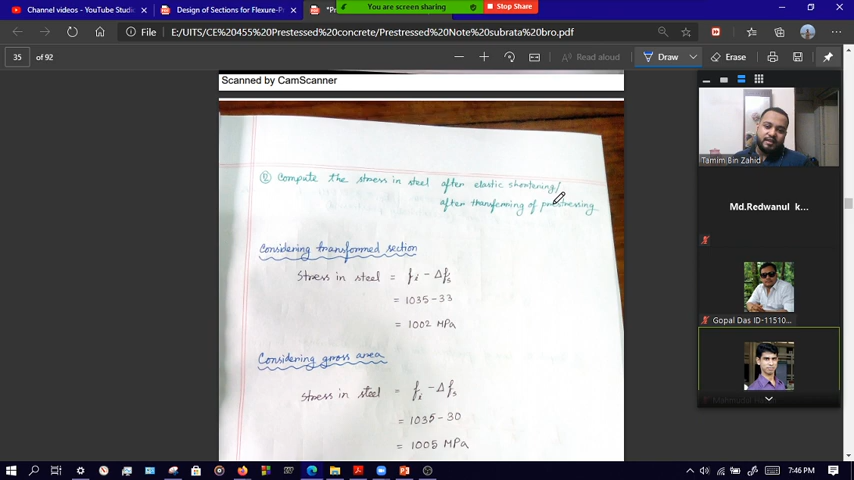 Channel videos - YouTube Studio
Design of Sections for Flexure-Pr
You are screen sharing
Stop Share
File
E:/UITS/CE%20455%20Prestessed%20concrete/Prestressed%20Note%20subrata%20bro.pdf
35
of 92
Read aloud
Draw
Erase
Scanned by CamScanner
② Compute the stress in steel after elastic shortening/
after transferring of prestressing
Considering transformed section
Stress in steel = fi - Δfs
= 1035-33
= 1002 MPa
Considering gross area
Stress in steel = fi - Δfs
= 1035-30
= 1005 MPa
Tamim Bin Zahid
Md.Redwanul k...
Gopal Das ID-11510...
7:46 PM